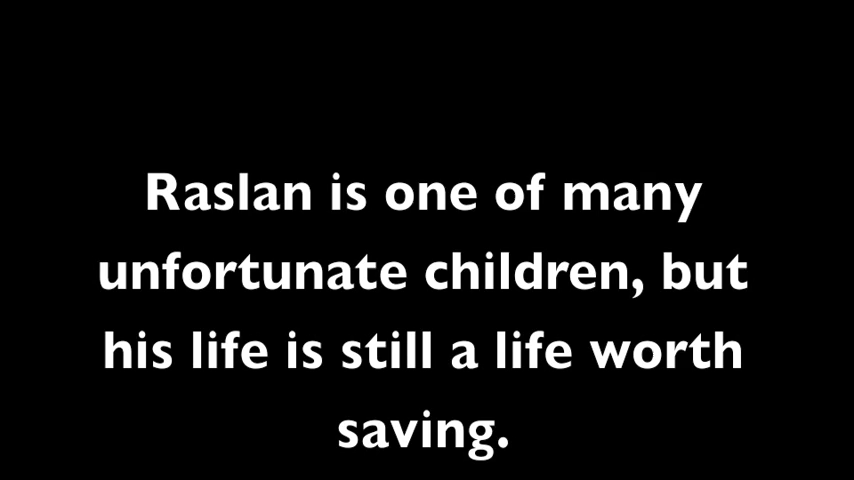 Raslan is one of many
unfortunate children, but
his life is still a life worth
saving.